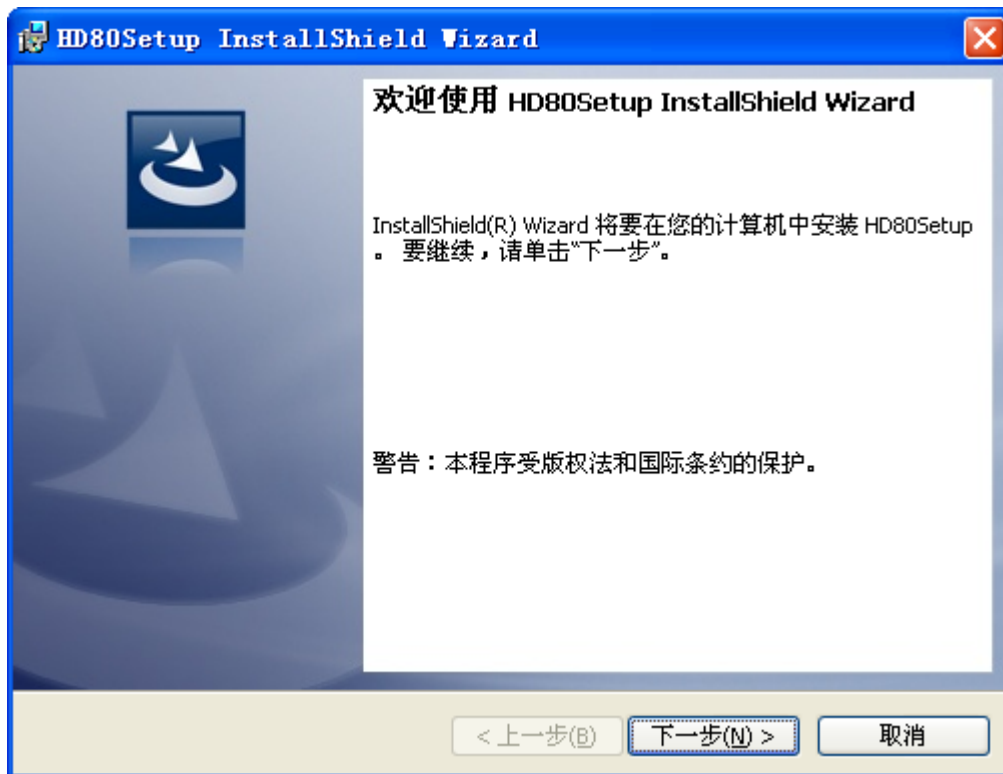 HD80Setup InstallShield Wizard
欢迎使用 HD80Setup InstallShield Wizard
InstallShield(R) Wizard 将要在您的计算机中安装 HD80Setup
。 要继续，请单击“下一步”。
警告：本程序受版权法和国际条约的保护。
< 上一步(B) 下一步(N) > 取消